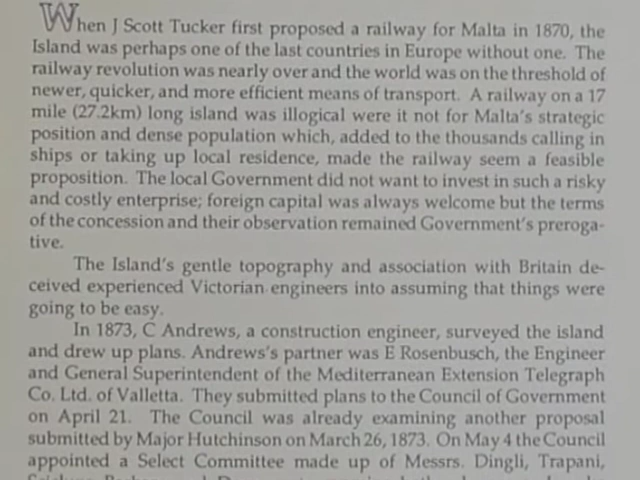 When J Scott Tucker first proposed a railway for Malta in 1870, the
Island was perhaps one of the last countries in Europe without one. The
railway revolution was nearly over and the world was on the threshold of
newer, quicker, and more efficient means of transport. A railway on a 17
mile (27.2km) long island was illogical were it not for Malta's strategic
position and dense population which, added to the thousands calling in
ships or taking up local residence, made the railway seem a feasible
proposition. The local Government did not want to invest in such a risky
and costly enterprise; foreign capital was always welcome but the terms
of the concession and their observation remained Government's preroga-
tive.
The Island's gentle topography and association with Britain de-
ceived experienced Victorian engineers into assuming that things were
going to be easy.
In 1873, C Andrews, a construction engineer, surveyed the island
and drew up plans. Andrews's partner was E Rosenbusch, the Engineer
and General Superintendent of the Mediterranean Extension Telegraph
Co. Ltd. of Valletta. They submitted plans to the Council of Government
on April 21. The Council was already examining another proposal
submitted by Major Hutchinson on March 26, 1873. On May 4 the Council
appointed a Select Committee made up of Messrs. Dingli, Trapani,